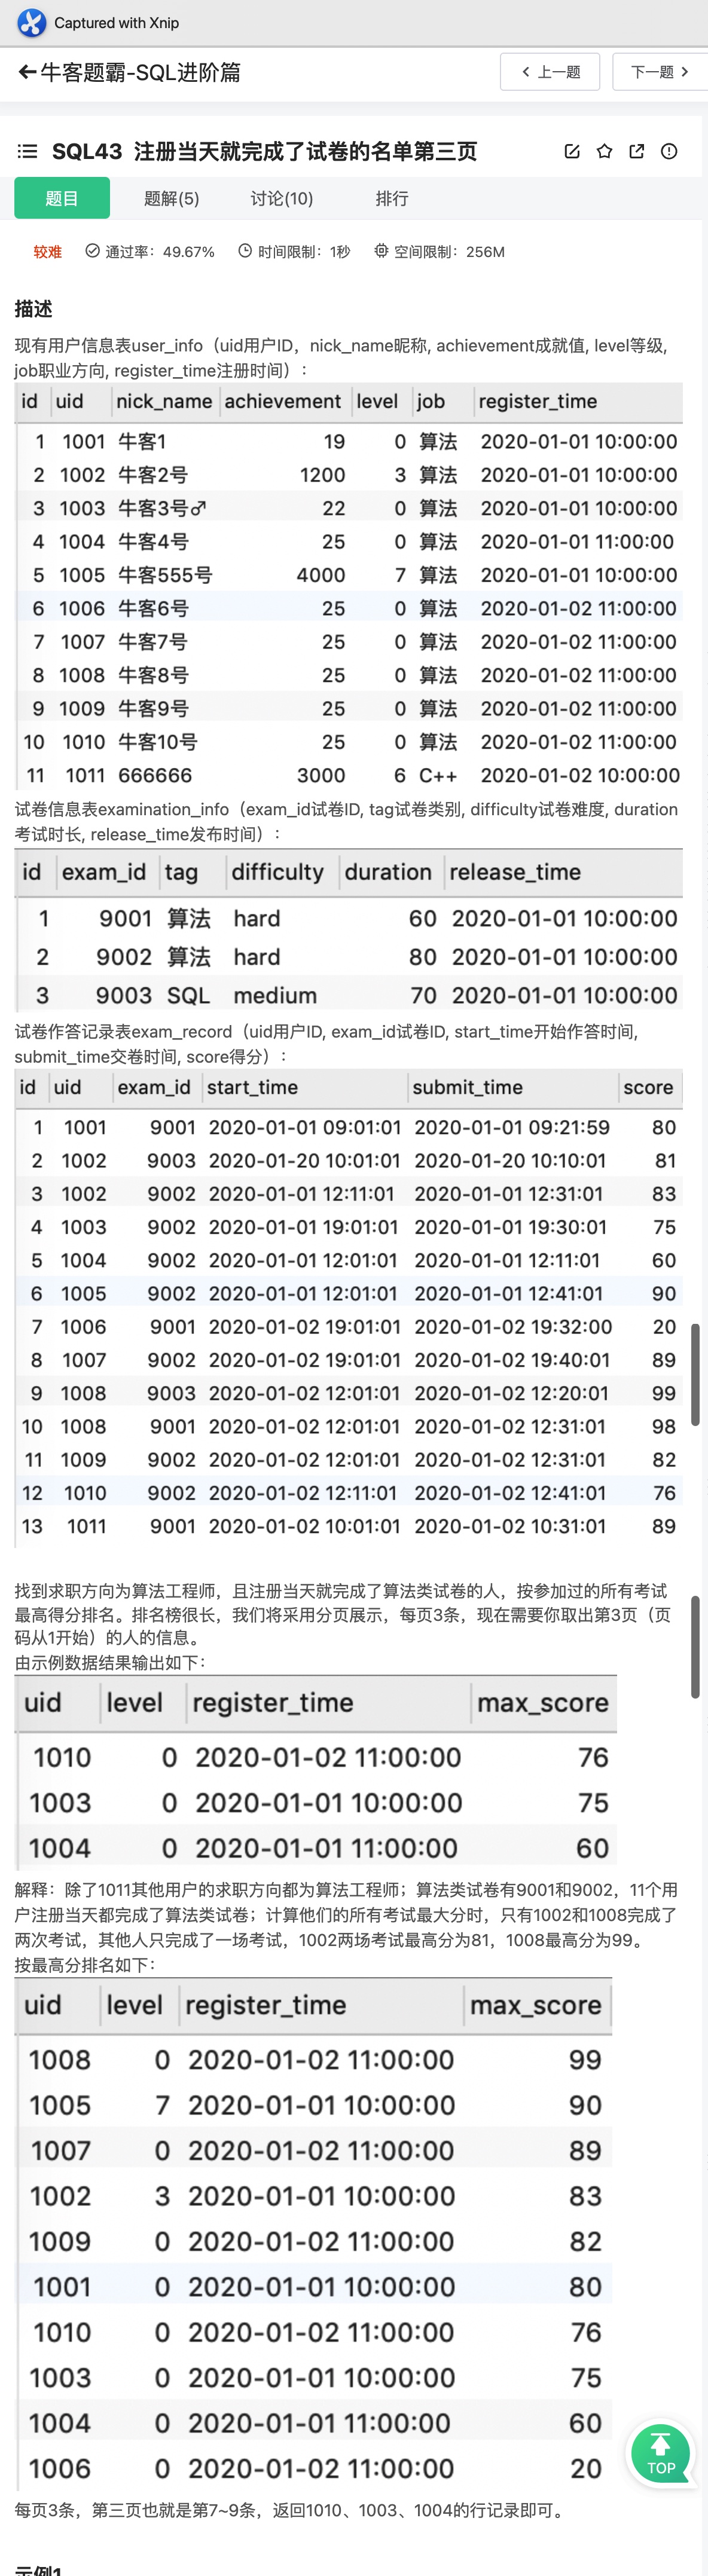 Captured with Xnip
牛客题霸-SQL进阶篇
上一题
下一题
SQL43 注册当天就完成了试卷的名单第三页
题目 题解(5) 讨论(10) 排行
较难 通过率：49.67% 时间限制：1秒 空间限制：256M
描述
现有用户信息表user_info（uid用户ID，nick_name昵称, achievement成就值, level等级,
job职业方向, register_time注册时间）:
id uid nick_name achievement level job register_time
1 1001 牛客1 19 0 算法 2020-01-01 10:00:00
2 1002 牛客2号 1200 3 算法 2020-01-01 10:00:00
3 1003 牛客3号♂ 22 0 算法 2020-01-01 10:00:00
4 1004 牛客4号 25 0 算法 2020-01-01 11:00:00
5 1005 牛客555号 4000 7 算法 2020-01-01 10:00:00
6 1006 牛客6号 25 0 算法 2020-01-02 11:00:00
7 1007 牛客7号 25 0 算法 2020-01-02 11:00:00
8 1008 牛客8号 25 0 算法 2020-01-02 11:00:00
9 1009 牛客9号 25 0 算法 2020-01-02 11:00:00
10 1010 牛客10号 25 0 算法 2020-01-02 11:00:00
11 1011 666666 3000 6 C++ 2020-01-02 10:00:00
试卷信息表examination_info（exam_id试卷ID, tag试卷类别, difficulty试卷难度, duration
考试时长, release_time发布时间）:
id exam_id tag difficulty duration release_time
1 9001 算法 hard 60 2020-01-01 10:00:00
2 9002 算法 hard 80 2020-01-01 10:00:00
3 9003 SQL medium 70 2020-01-01 10:00:00
试卷作答记录表exam_record（uid用户ID, exam_id试卷ID, start_time开始作答时间,
submit_time交卷时间, score得分）:
id uid exam_id start_time submit_time score
1 1001 9001 2020-01-01 09:01:01 2020-01-01 09:21:59 80
2 1002 9003 2020-01-20 10:01:01 2020-01-20 10:10:01 81
3 1002 9002 2020-01-01 12:11:01 2020-01-01 12:31:01 83
4 1003 9002 2020-01-01 19:01:01 2020-01-01 19:30:01 75
5 1004 9002 2020-01-01 12:01:01 2020-01-01 12:11:01 60
6 1005 9002 2020-01-01 12:01:01 2020-01-01 12:41:01 90
7 1006 9001 2020-01-02 19:01:01 2020-01-02 19:32:00 20
8 1007 9002 2020-01-02 19:01:01 2020-01-02 19:40:01 89
9 1008 9003 2020-01-02 12:01:01 2020-01-02 12:20:01 99
10 1008 9001 2020-01-02 12:01:01 2020-01-02 12:31:01 98
11 1009 9002 2020-01-02 12:01:01 2020-01-02 12:31:01 82
12 1010 9002 2020-01-02 12:11:01 2020-01-02 12:41:01 76
13 1011 9001 2020-01-02 10:01:01 2020-01-02 10:31:01 89
找到求职方向为算法工程师，且注册当天就完成了算法类试卷的人，按参加过的所有考试
最高得分排名。排名榜很长，我们将采用分页展示，每页3条，现在需要你取出第3页（页
码从1开始）的人的信息。
由示例数据结果输出如下：
uid level register_time max_score
1010 0 2020-01-02 11:00:00 76
1003 0 2020-01-01 10:00:00 75
1004 0 2020-01-01 11:00:00 60
解释：除了1011其他用户的求职方向都为算法工程师；算法类试卷有9001和9002，11个用
户注册当天都完成了算法类试卷；计算他们的所有考试最大分时，只有1002和1008完成了
两次考试，其他人只完成了一场考试，1002两场考试最高分为81，1008最高分为99。
按最高分排名如下：
uid level register_time max_score
1008 0 2020-01-02 11:00:00 99
1005 7 2020-01-01 10:00:00 90
1007 0 2020-01-02 11:00:00 89
1002 3 2020-01-01 10:00:00 83
1009 0 2020-01-02 11:00:00 82
1001 0 2020-01-01 10:00:00 80
1010 0 2020-01-02 11:00:00 76
1003 0 2020-01-01 10:00:00 75
1004 0 2020-01-01 11:00:00 60
1006 0 2020-01-02 11:00:00 20
TOP
每页3条，第三页也就是第7~9条，返回1010、1003、1004的行记录即可。
示例1